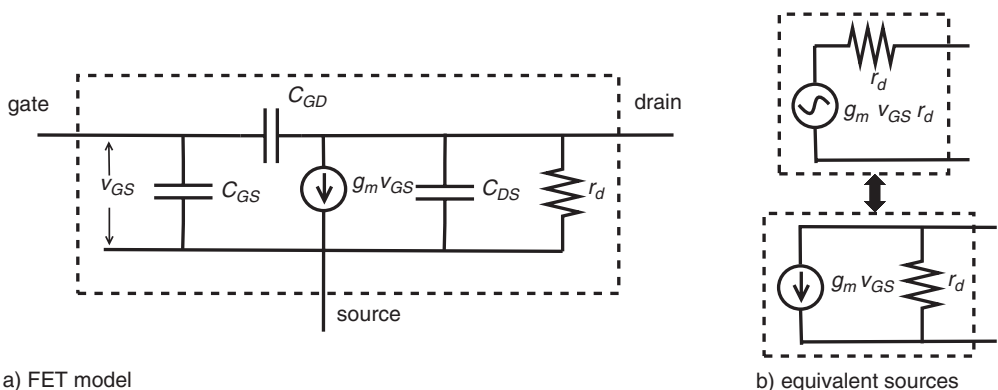 gate
C_GD
drain
v_GS
C_GS
g_m v_GS
C_DS
r_d
source
a) FET model
r_d
g_m v_GS r_d
g_m v_GS
r_d
b) equivalent sources